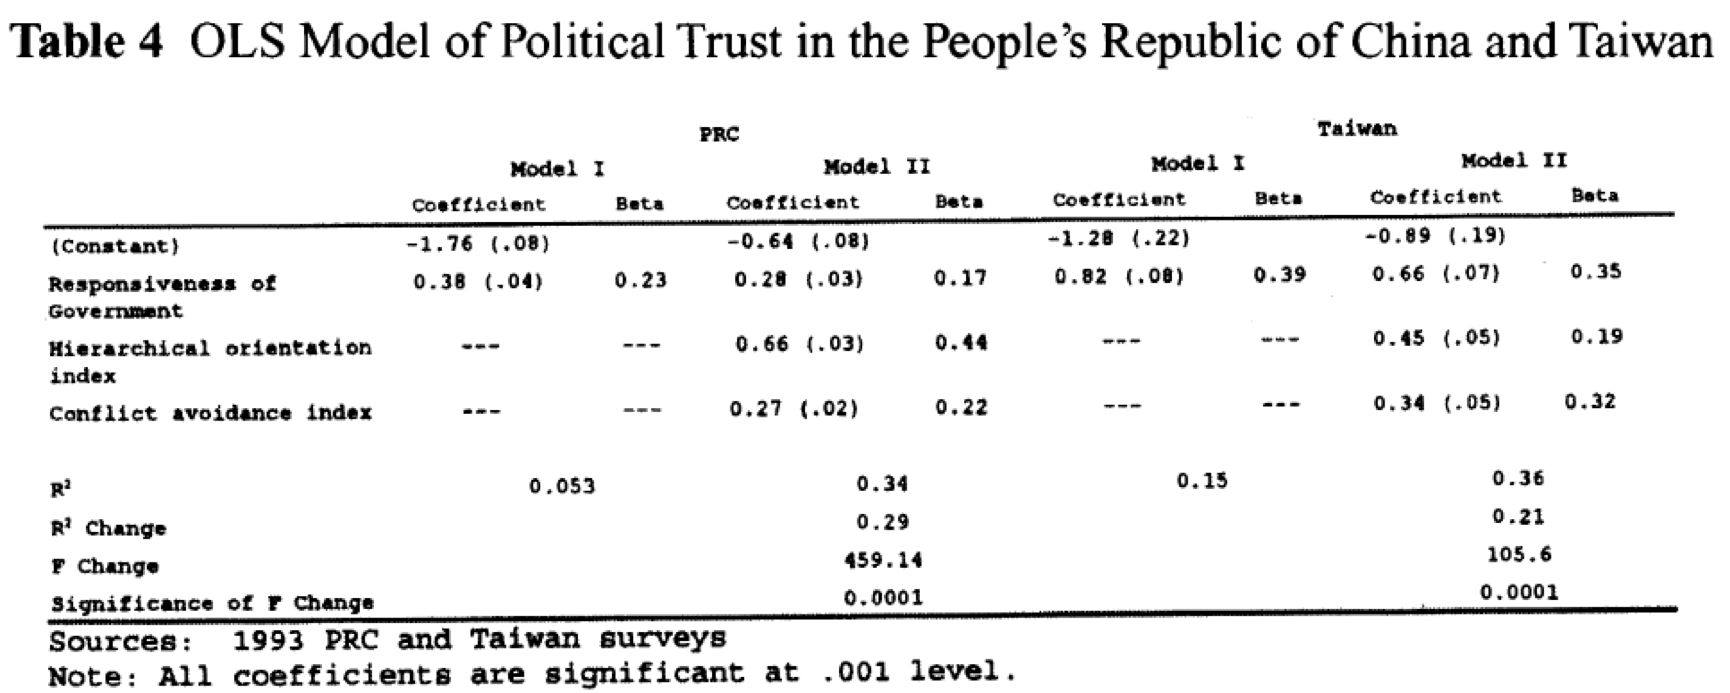 Table 4 OLS Model of Political Trust in the People's Republic of China and Taiwan
PRC Taiwan
Model I Model II Model I Model II
Coefficient Beta Coefficient Beta Coefficient Beta Coefficient Beta
(Constant) -1.76 (.08) -0.64 (.08) -1.28 (.22) -0.89 (.19)
Responsiveness of 0.38 (.04) 0.23 0.28 (.03) 0.17 0.82 (.08) 0.39 0.66 (.07) 0.35
Government
Hierarchical orientation --- --- 0.66 (.03) 0.44 --- --- 0.45 (.05) 0.19
index
Conflict avoidance index --- --- 0.27 (.02) 0.22 --- --- 0.34 (.05) 0.32
R² 0.053 0.34 0.15 0.36
R² Change 0.29 0.21
F Change 459.14 105.6
Significance of F Change 0.0001 0.0001
Sources: 1993 PRC and Taiwan surveys
Note: All coefficients are significant at .001 level.